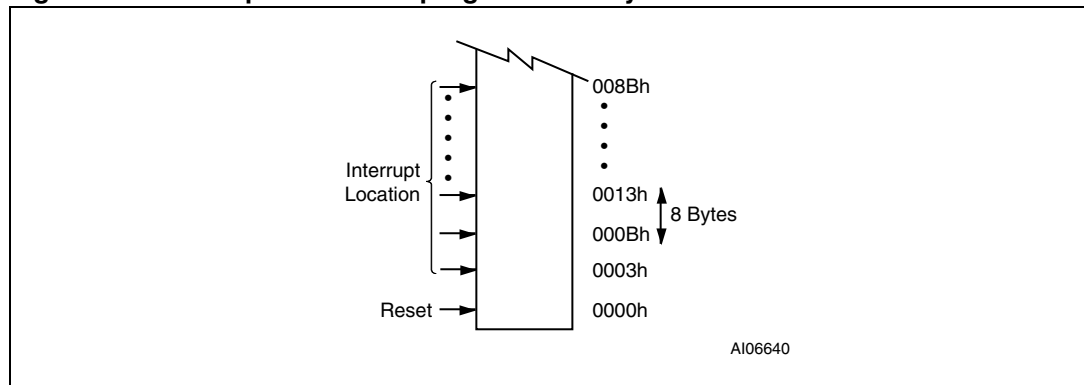 008Bh
Interrupt
Location
0013h
8 Bytes
000Bh
0003h
Reset
0000h
AI06640